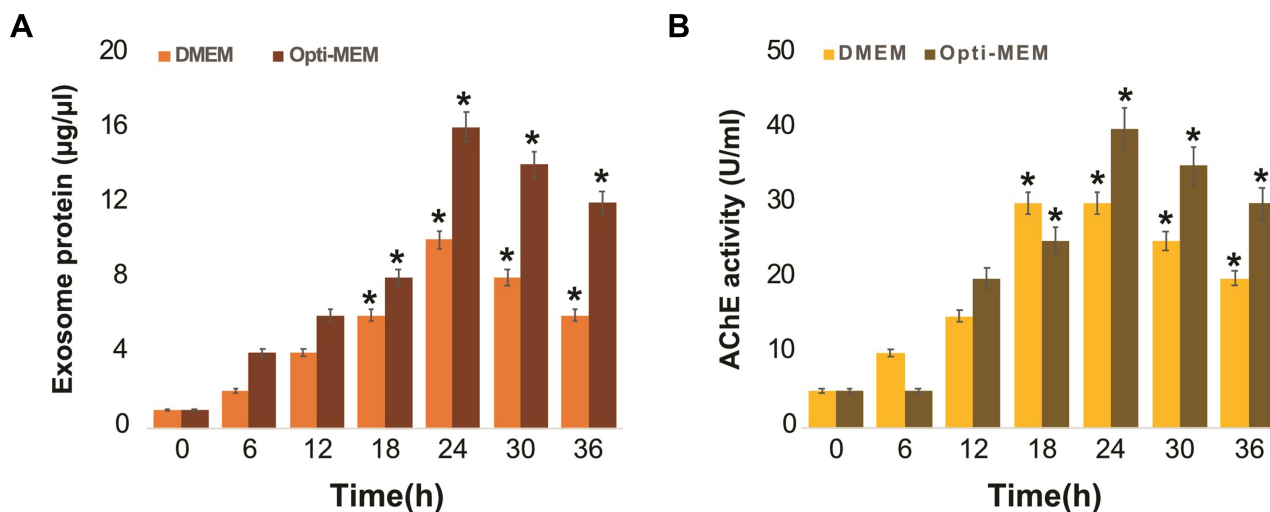 A
Exosome protein (µg/µl)
20
16
12
8
4
0
DMEM Opti-MEM
* * * * * * * *
0 6 12 18 24 30 36
Time(h)
B
AChE activity (U/ml)
50
40
30
20
10
0
DMEM Opti-MEM
* * * * * * * *
0 6 12 18 24 30 36
Time(h)